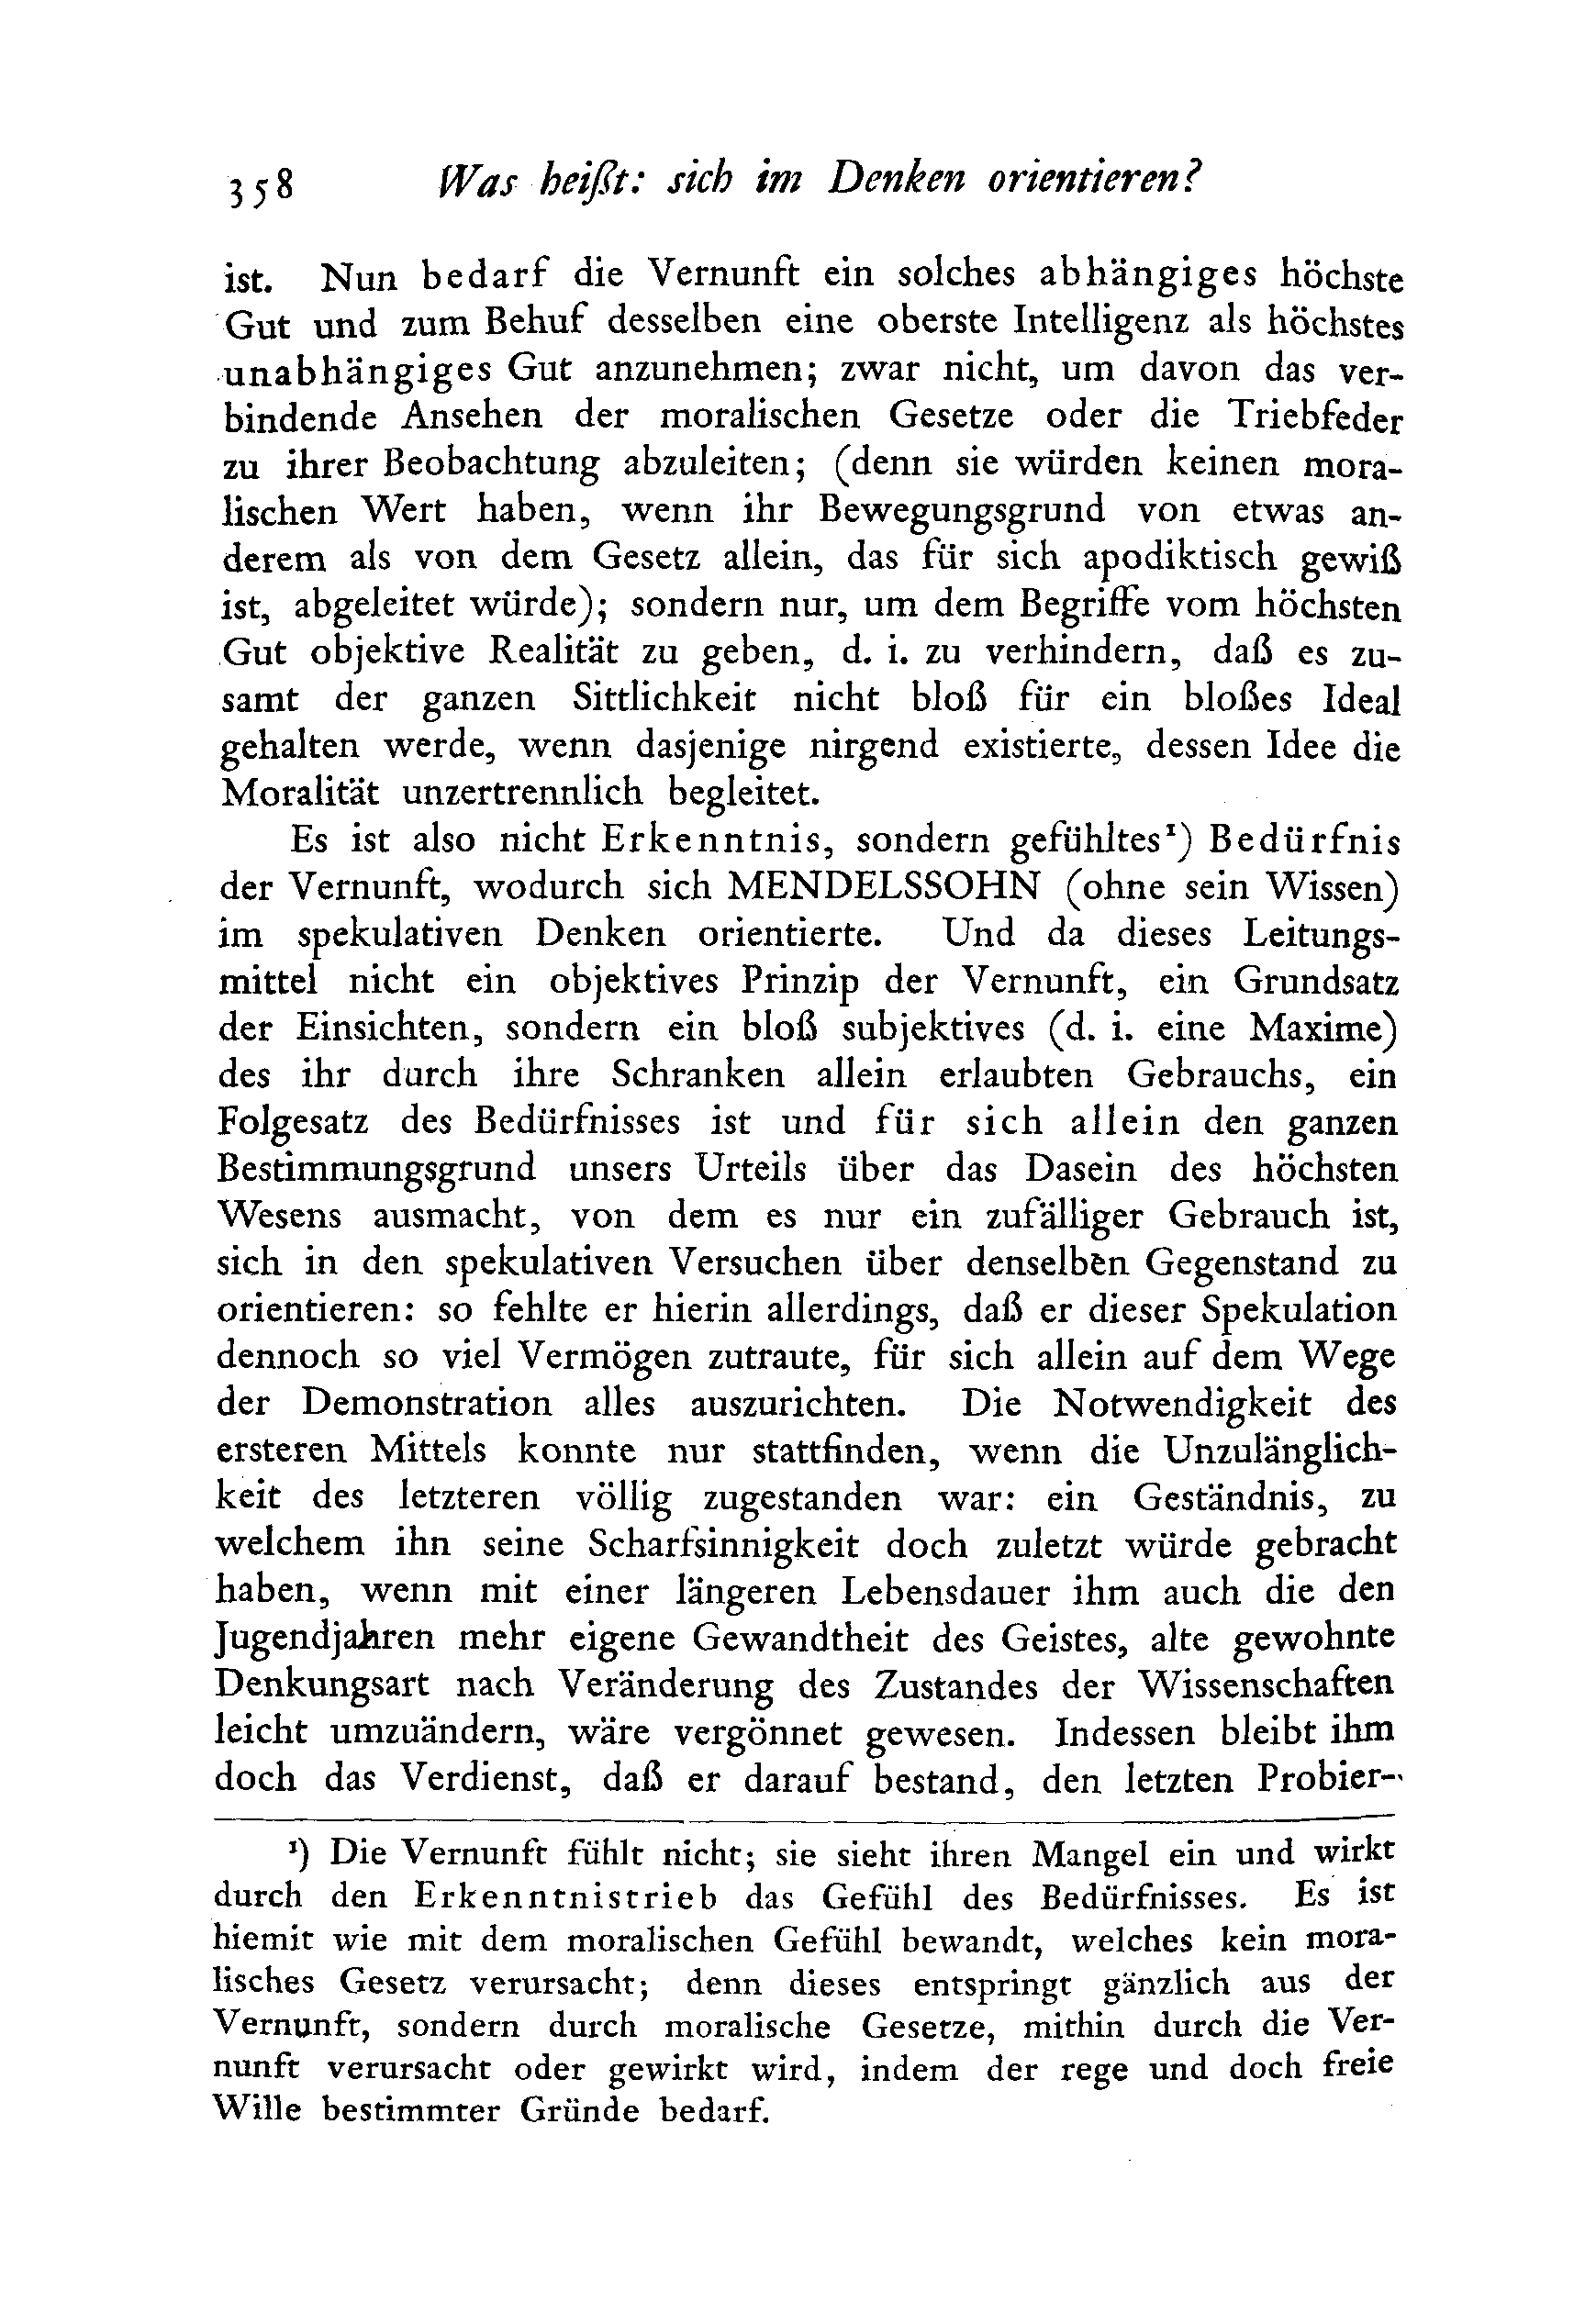 358 Was heißt: sich im Denken orientieren?
ist. Nun bedarf die Vernunft ein solches abhängiges höchste
Gut und zum Behuf desselben eine oberste Intelligenz als höchstes
unabhängiges Gut anzunehmen; zwar nicht, um davon das ver-
bindende Ansehen der moralischen Gesetze oder die Triebfeder
zu ihrer Beobachtung abzuleiten; (denn sie würden keinen mora-
lischen Wert haben, wenn ihr Bewegungsgrund von etwas an-
derem als von dem Gesetz allein, das für sich apodiktisch gewiß
ist, abgeleitet würde); sondern nur, um dem Begriffe vom höchsten
Gut objektive Realität zu geben, d. i. zu verhindern, daß es zu-
samt der ganzen Sittlichkeit nicht bloß für ein bloßes Ideal
gehalten werde, wenn dasjenige nirgend existierte, dessen Idee die
Moralität unzertrennlich begleitet.
Es ist also nicht Erkenntnis, sondern gefühltes¹) Bedürfnis
der Vernunft, wodurch sich MENDELSSOHN (ohne sein Wissen)
im spekulativen Denken orientierte. Und da dieses Leitungs-
mittel nicht ein objektives Prinzip der Vernunft, ein Grundsatz
der Einsichten, sondern ein bloß subjektives (d. i. eine Maxime)
des ihr durch ihre Schranken allein erlaubten Gebrauchs, ein
Folgesatz des Bedürfnisses ist und für sich allein den ganzen
Bestimmungsgrund unsers Urteils über das Dasein des höchsten
Wesens ausmacht, von dem es nur ein zufälliger Gebrauch ist,
sich in den spekulativen Versuchen über denselben Gegenstand zu
orientieren: so fehlte er hierin allerdings, daß er dieser Spekulation
dennoch so viel Vermögen zutraute, für sich allein auf dem Wege
der Demonstration alles auszurichten. Die Notwendigkeit des
ersteren Mittels konnte nur stattfinden, wenn die Unzulänglich-
keit des letzteren völlig zugestanden war: ein Geständnis, zu
welchem ihn seine Scharfsinnigkeit doch zuletzt würde gebracht
haben, wenn mit einer längeren Lebensdauer ihm auch die den
Jugendjahren mehr eigene Gewandtheit des Geistes, alte gewohnte
Denkungsart nach Veränderung des Zustandes der Wissenschaften
leicht umzuändern, wäre vergönnet gewesen. Indessen bleibt ihm
doch das Verdienst, daß er darauf bestand, den letzten Probier-
¹) Die Vernunft fühlt nicht; sie sieht ihren Mangel ein und wirkt
durch den Erkenntnistrieb das Gefühl des Bedürfnisses. Es ist
hiemit wie mit dem moralischen Gefühl bewandt, welches kein mora-
lisches Gesetz verursacht; denn dieses entspringt gänzlich aus der
Vernunft, sondern durch moralische Gesetze, mithin durch die Ver-
nunft verursacht oder gewirkt wird, indem der rege und doch freie
Wille bestimmter Gründe bedarf.